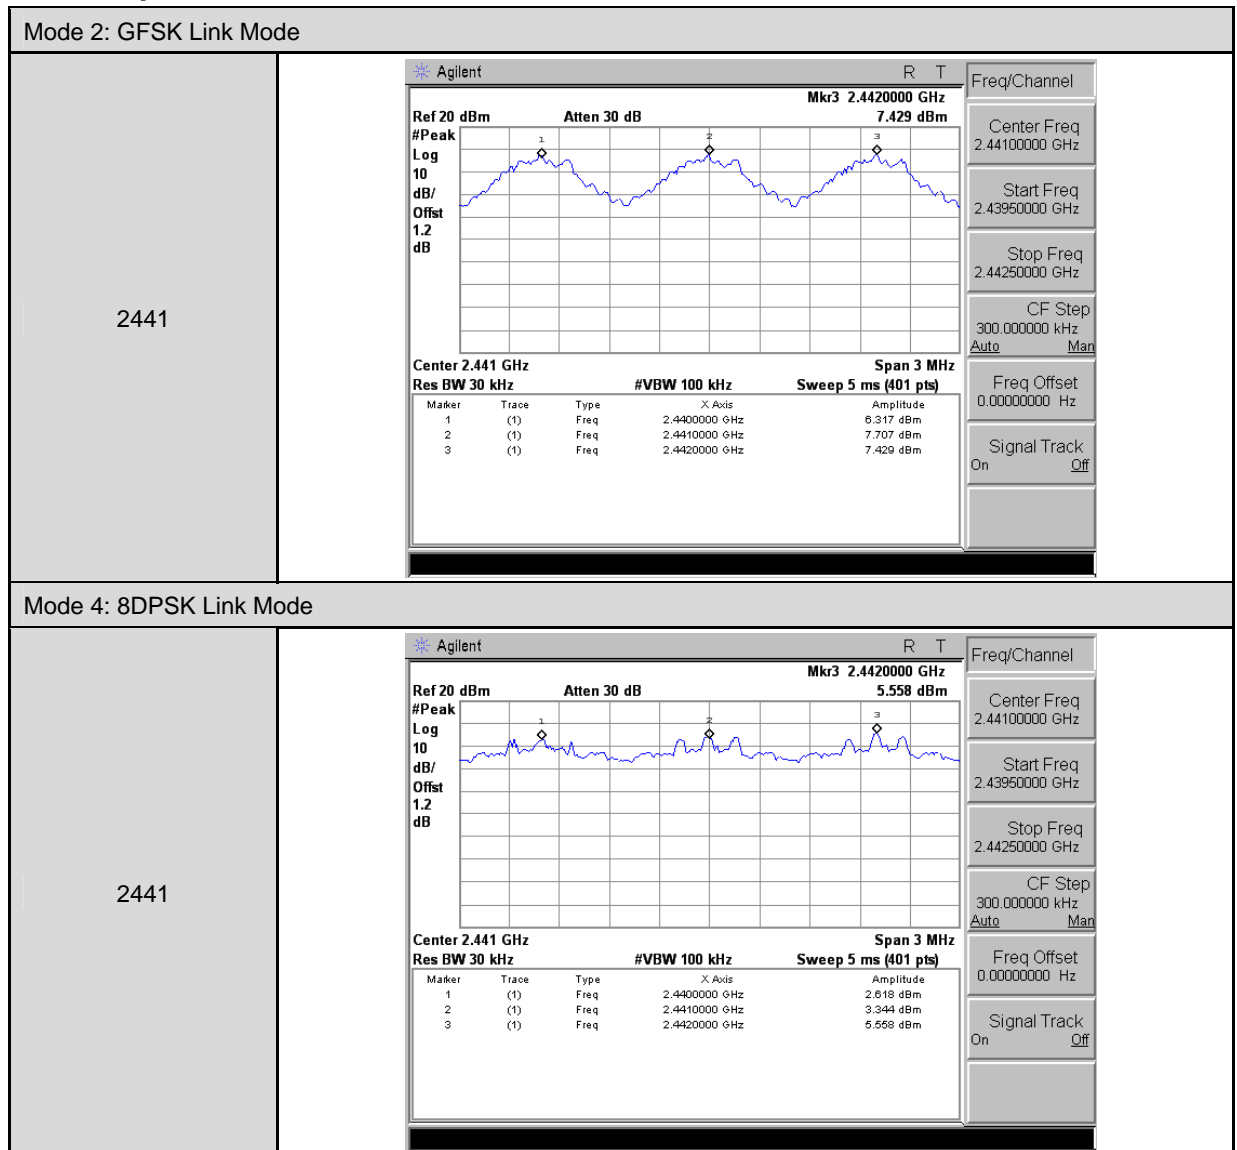 Mode 2: GFSK Link Mode
2441
Agilent R T
Mkr3 2.4420000 GHz
Ref 20 dBm Atten 30 dB 7.429 dBm
#Peak
Log
10
dB/
Offst
1.2
dB
1 2 3
Center 2.441 GHz Span 3 MHz
Res BW 30 kHz #VBW 100 kHz Sweep 5 ms (401 pts)
Marker Trace Type X Axis Amplitude
1 (1) Freq 2.4400000 GHz 6.317 dBm
2 (1) Freq 2.4410000 GHz 7.707 dBm
3 (1) Freq 2.4420000 GHz 7.429 dBm
Freq/Channel
Center Freq
2.44100000 GHz
Start Freq
2.43950000 GHz
Stop Freq
2.44250000 GHz
CF Step
300.000000 kHz
Auto Man
Freq Offset
0.00000000 Hz
Signal Track
On Off
Mode 4: 8DPSK Link Mode
2441
Agilent R T
Mkr3 2.4420000 GHz
Ref 20 dBm Atten 30 dB 5.558 dBm
#Peak
Log
10
dB/
Offst
1.2
dB
1 2 3
Center 2.441 GHz Span 3 MHz
Res BW 30 kHz #VBW 100 kHz Sweep 5 ms (401 pts)
Marker Trace Type X Axis Amplitude
1 (1) Freq 2.4400000 GHz 2.618 dBm
2 (1) Freq 2.4410000 GHz 3.344 dBm
3 (1) Freq 2.4420000 GHz 5.558 dBm
Freq/Channel
Center Freq
2.44100000 GHz
Start Freq
2.43950000 GHz
Stop Freq
2.44250000 GHz
CF Step
300.000000 kHz
Auto Man
Freq Offset
0.00000000 Hz
Signal Track
On Off